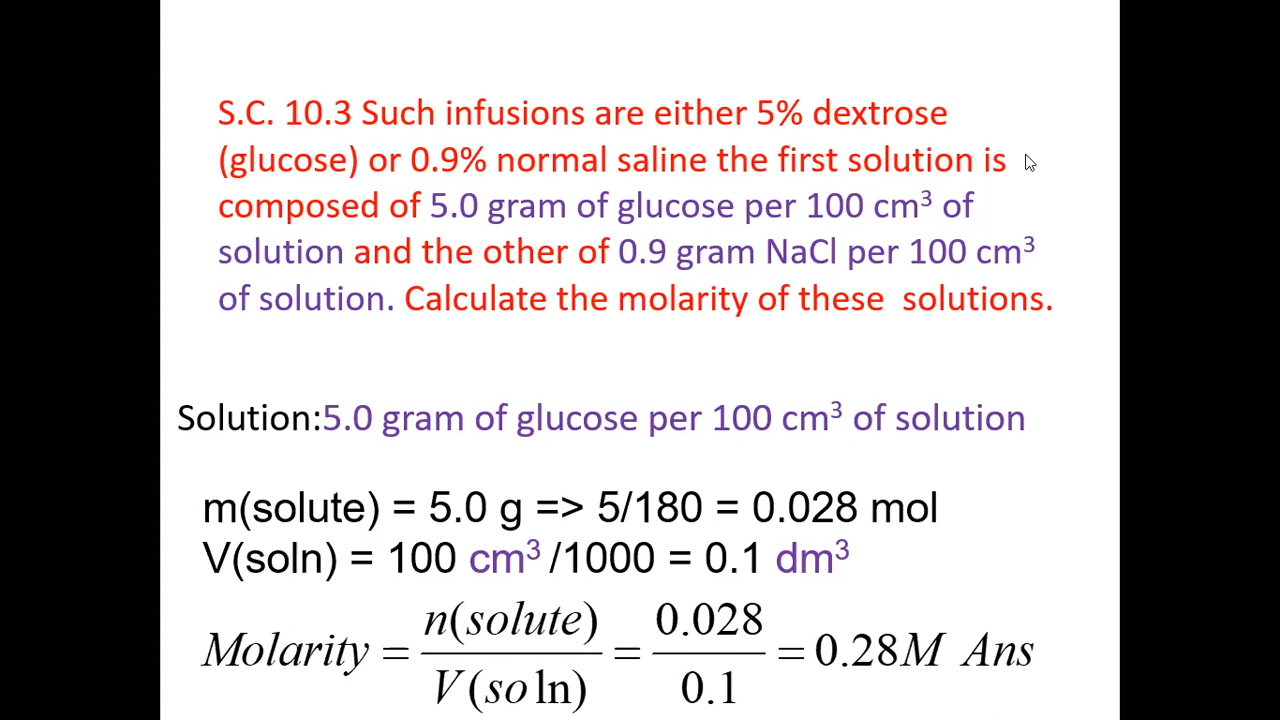 S.C. 10.3 Such infusions are either 5% dextrose
(glucose) or 0.9% normal saline the first solution is
composed of 5.0 gram of glucose per 100 cm³ of
solution and the other of 0.9 gram NaCl per 100 cm³
of solution. Calculate the molarity of these solutions.
Solution:5.0 gram of glucose per 100 cm³ of solution
m(solute) = 5.0 g => 5/180 = 0.028 mol
V(soln) = 100 cm³ /1000 = 0.1 dm³
Molarity = n(solute) / V(soln) = 0.028 / 0.1 = 0.28M Ans